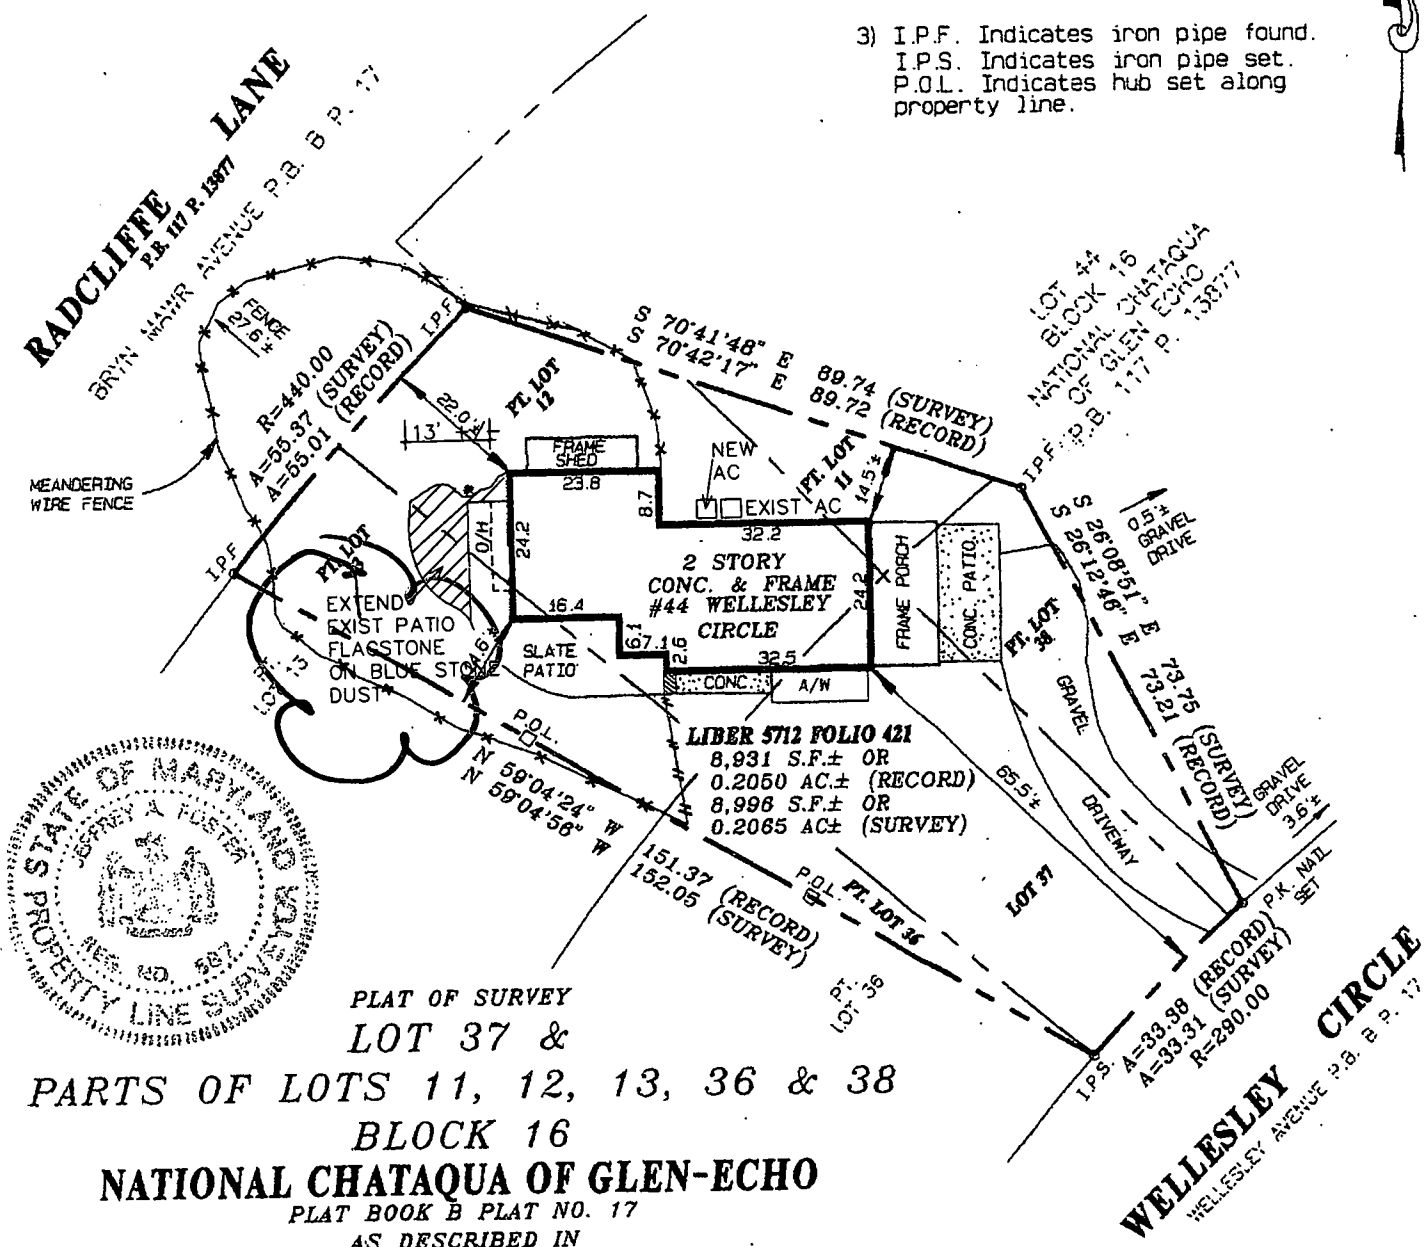 3) I.P.F. Indicates iron pipe found.
I.P.S. Indicates iron pipe set.
P.O.L. Indicates hub set along
property line.
RADCLIFFE LANE
P.B. 117 P. 13877
BRYN MAWR AVENUE P.B. B P. 17
LOT 44
BLOCK 16
NATIONAL CHATAQUA
OF GLEN ECHO
P.B. 117 P. 13877
FENCE
27.6'±
I.P.F.
R=440.00
A=55.37 (SURVEY)
A=55.01 (RECORD)
S 70°41'48" E 89.74 (SURVEY)
S 70°42'17" E 89.72 (RECORD)
22.0'±
13'
PT. LOT
12
FRAME
SHED
23.8
8.7
NEW
AC
EXIST AC
PT. LOT
11
14.5'±
I.P.F.
MEANDERING
WIRE FENCE
I.P.F.
PT. LOT
13
O/H
24.2
32.2
2 STORY
CONC. & FRAME
#44 WELLESLEY
CIRCLE
24.2
FRAME PORCH
CONC. PATIO
0.5'±
GRAVEL
DRIVE
S 26°08'51" E 73.75 (SURVEY)
S 26°12'46" E 73.21 (RECORD)
PT. LOT
38
EXTEND
EXIST PATIO
FLAGSTONE
ON BLUE STONE
DUST
16.4
6.1
7.1
2.6
32.5
SLATE
PATIO
CONC.
A/W
PT.
LOT 13
P.O.L.
LIBER 5712 FOLIO 421
8,931 S.F.± OR
0.2050 AC.± (RECORD)
8,996 S.F.± OR
0.2065 AC± (SURVEY)
65.5'±
GRAVEL
DRIVEWAY
GRAVEL
DRIVE
3.6'±
N 59°04'24" W 151.37 (RECORD)
N 59°04'56" W 152.05 (SURVEY)
P.O.L.
PT. LOT 36
LOT 37
PT.
LOT 36
P.K. NAIL
SET
I.P.S.
A=33.38 (RECORD)
A=33.31 (SURVEY)
R=290.00
WELLESLEY CIRCLE
WELLESLEY AVENUE P.B. B P. 17
STATE OF MARYLAND
PROPERTY LINE SURVEYOR
JEFFREY A. FOSTER
REG. NO. 587
PLAT OF SURVEY
LOT 37 &
PARTS OF LOTS 11, 12, 13, 36 & 38
BLOCK 16
NATIONAL CHATAQUA OF GLEN-ECHO
PLAT BOOK B PLAT NO. 17
AS DESCRIBED IN